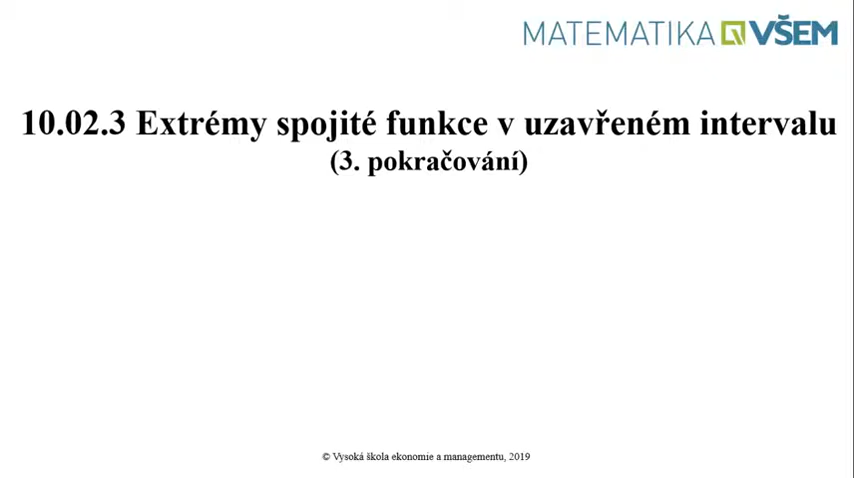 MATEMATIKA VŠEM
10.02.3 Extrémy spojité funkce v uzavřeném intervalu
(3. pokračování)
© Vysoká škola ekonomie a managementu, 2019